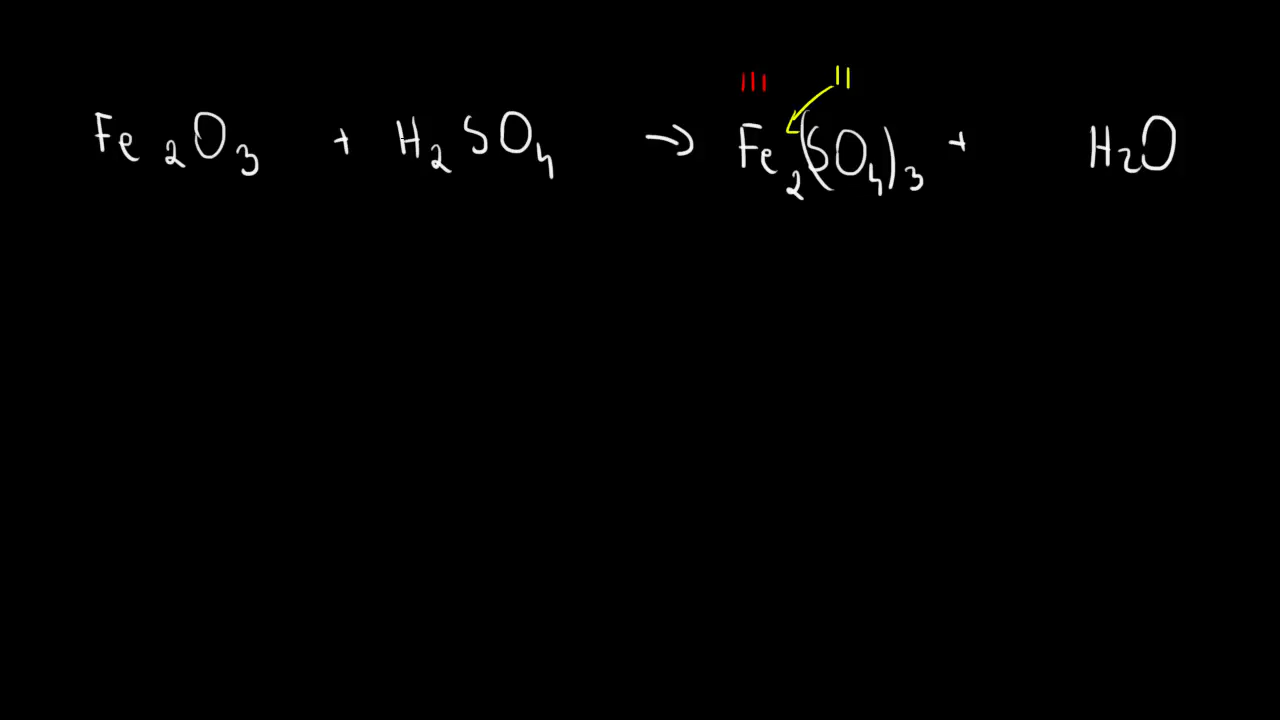 III II
Fe₂O₃ + H₂SO₄ → Fe₂(SO₄)₃ + H₂O